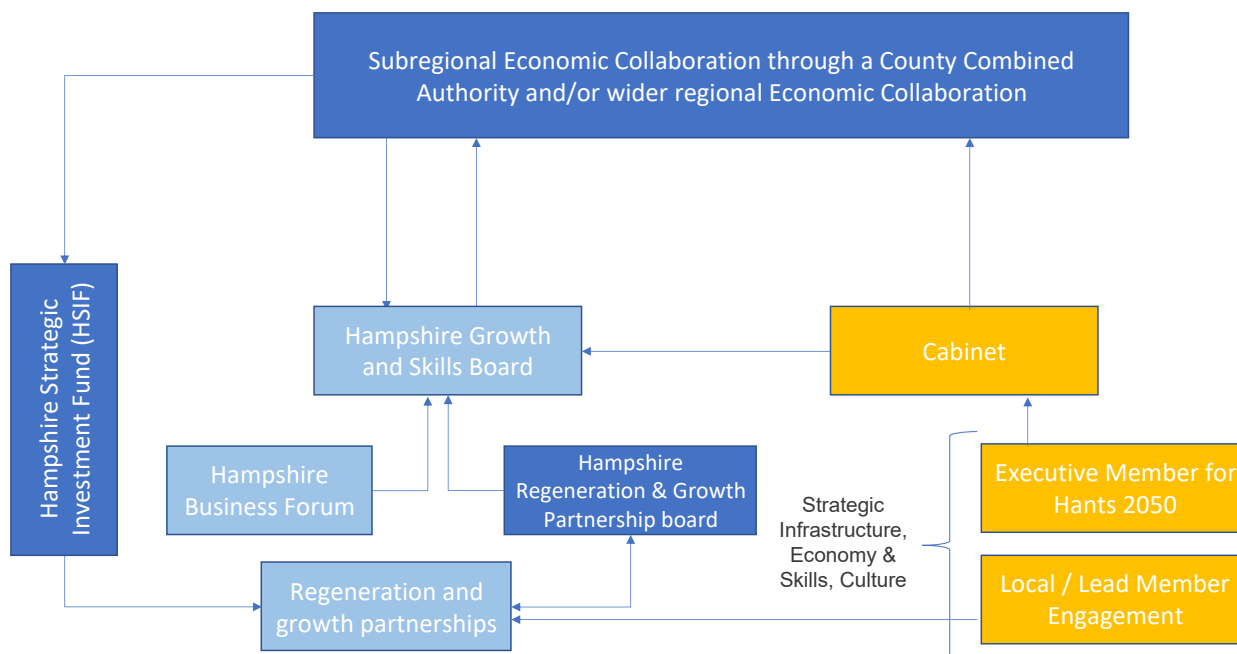 Subregional Economic Collaboration through a County Combined
Authority and/or wider regional Economic Collaboration
Hampshire Strategic
Investment Fund (HSIF)
Hampshire Growth
and Skills Board
Cabinet
Hampshire
Business Forum
Hampshire
Regeneration & Growth
Partnership board
Strategic
Infrastructure,
Economy &
Skills, Culture
Executive Member for
Hants 2050
Regeneration and
growth partnerships
Local / Lead Member
Engagement